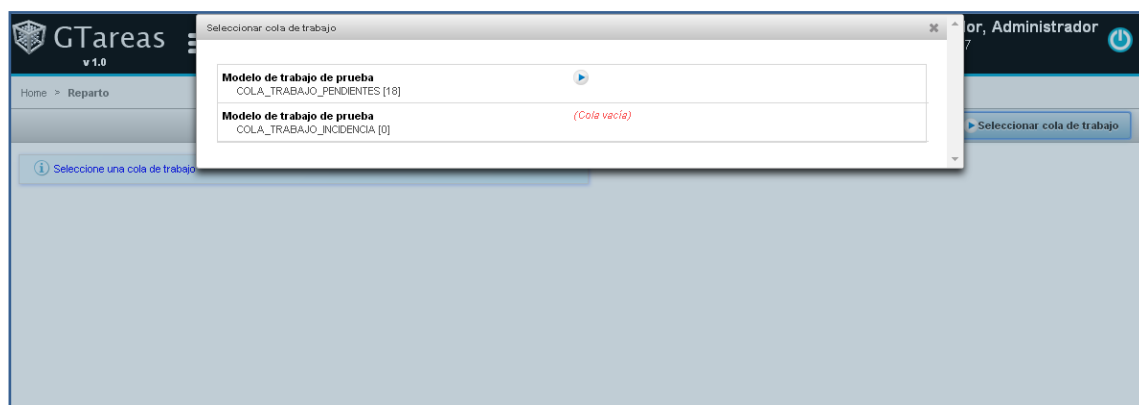 GTareas
v 1.0
Seleccionar cola de trabajo
or, Administrador
7
Home > Reparto
Modelo de trabajo de prueba
COLA_TRABAJO_PENDIENTES [18]
Modelo de trabajo de prueba
(Cola vacía)
COLA_TRABAJO_INCIDENCIA [0]
Seleccionar cola de trabajo
Seleccione una cola de trabajo